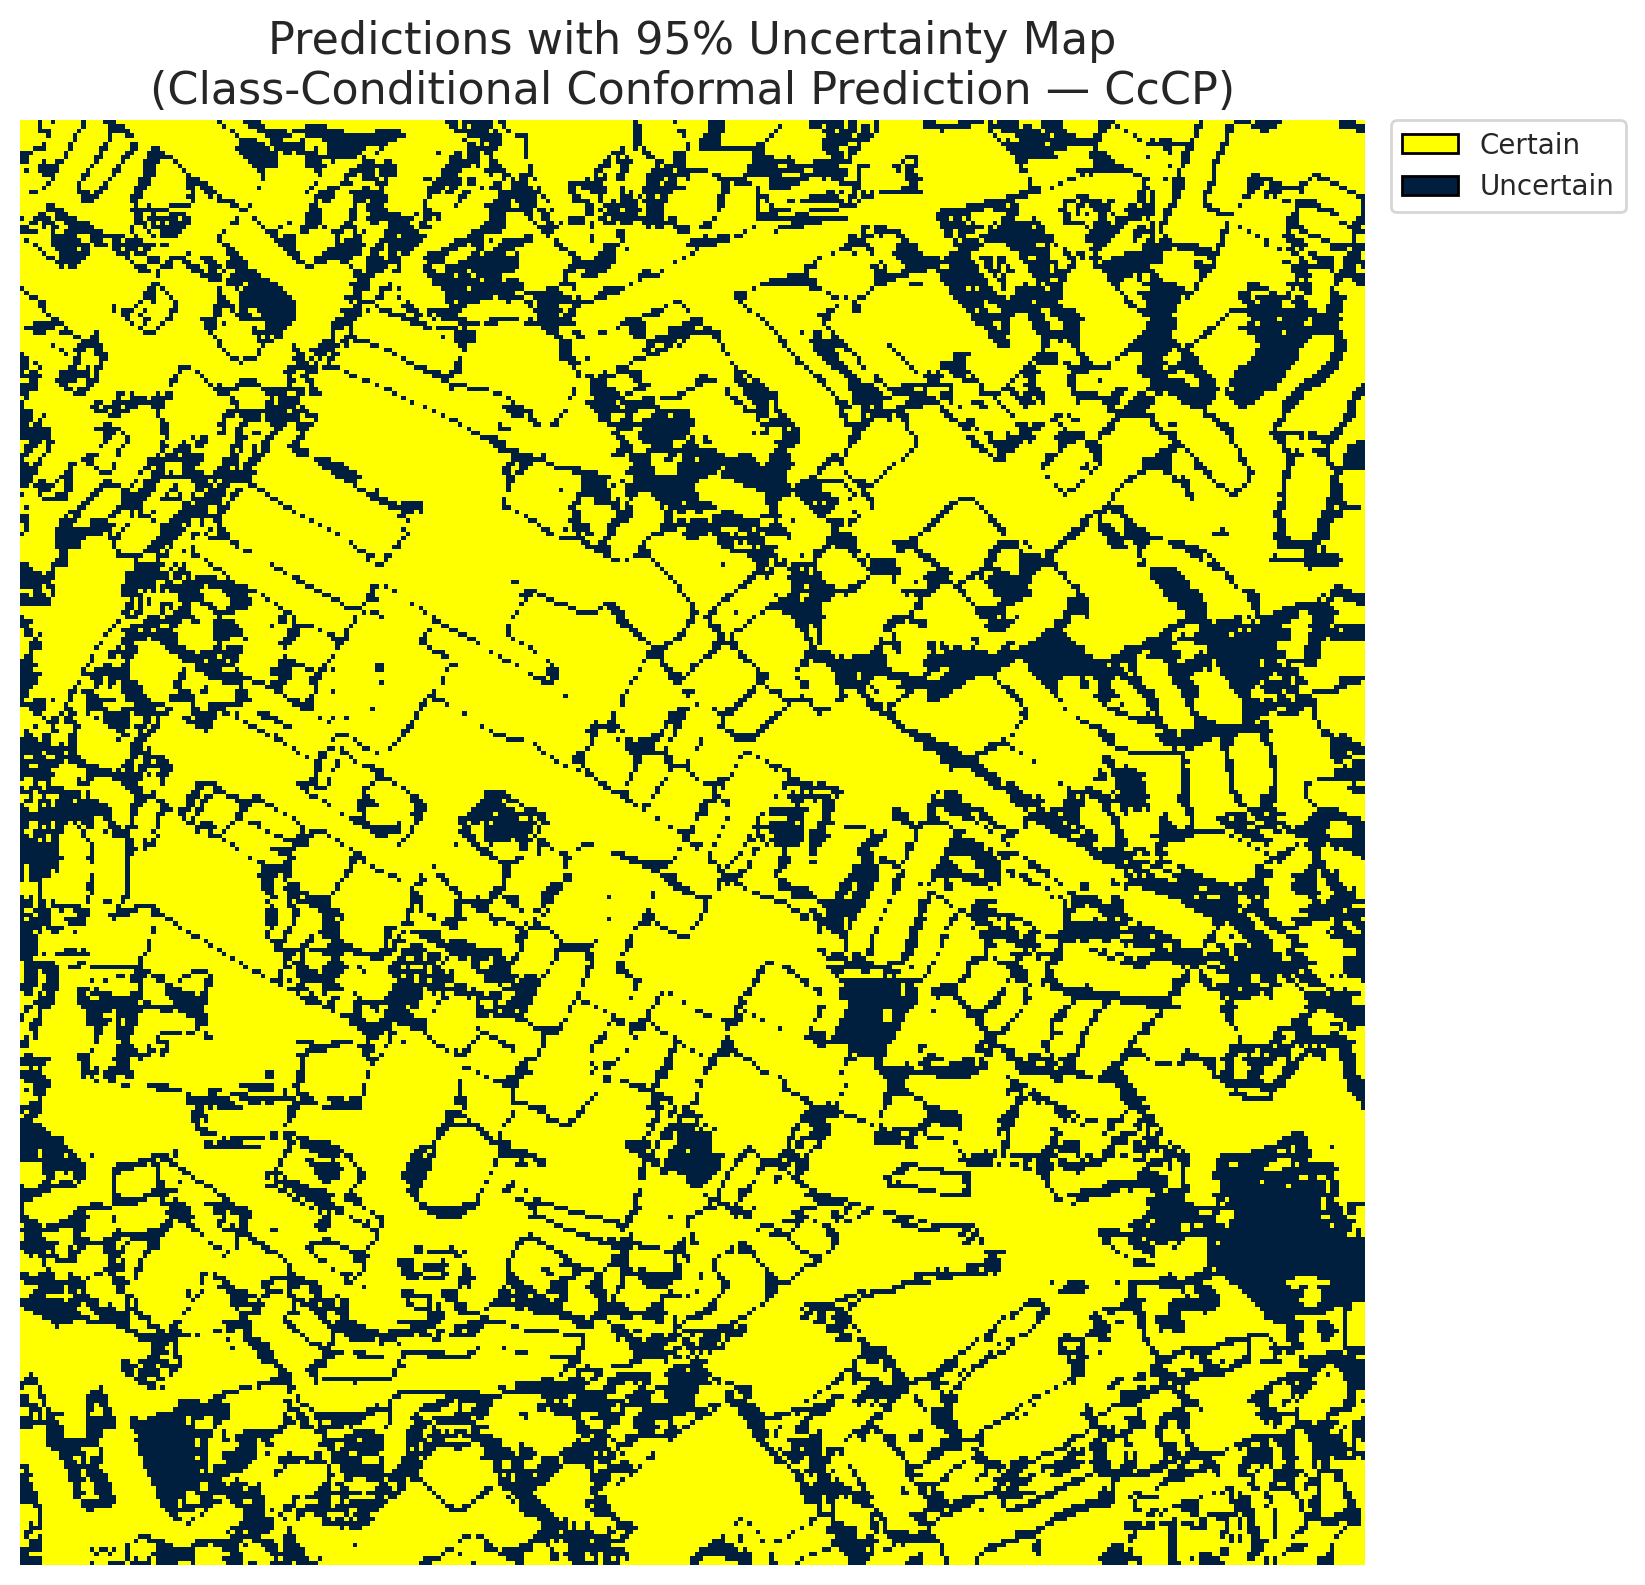 Predictions with 95% Uncertainty Map
(Class-Conditional Conformal Prediction — CcCP)
Certain
Uncertain